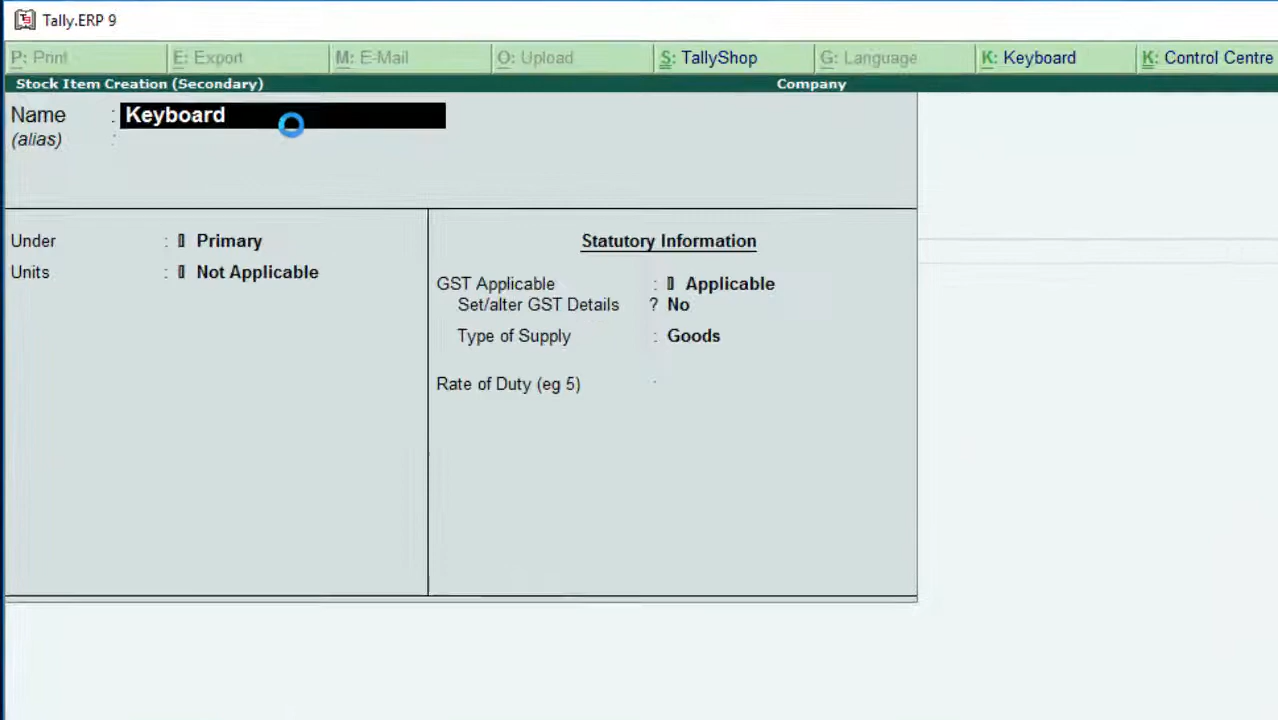 Tally.ERP 9
P: Print E: Export M: E-Mail O: Upload S: TallyShop G: Language K: Keyboard K: Control Centre
Stock Item Creation (Secondary) Company
Name : Keyboard
(alias) :
Under : Primary
Units : Not Applicable
Statutory Information
GST Applicable : Applicable
Set/alter GST Details ? No
Type of Supply : Goods
Rate of Duty (eg 5) :